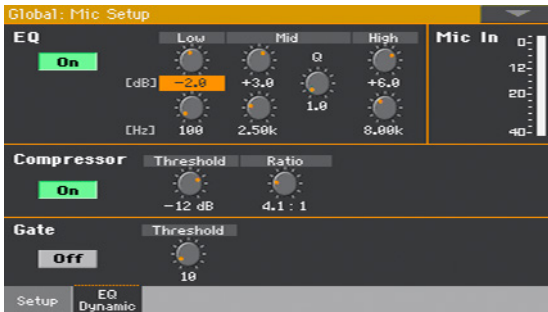 Global: Mic Setup
EQ Low Mid High Mic In
On Q 0
[dB] -2.0 +3.0 1.0 +6.0 12
20
[Hz] 100 2.50k 8.00k 40
Compressor Threshold Ratio
On
-12 dB 4.1 : 1
Gate Threshold
Off
10
Setup EQ Dynamic